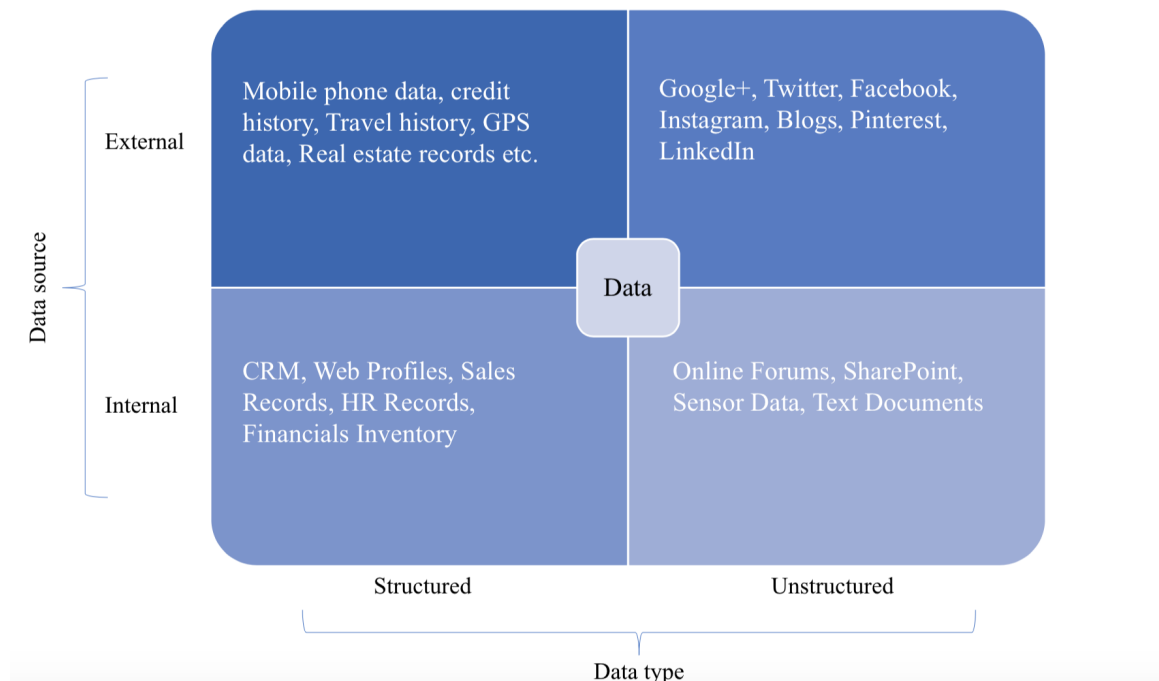 External
Mobile phone data, credit
history, Travel history, GPS
data, Real estate records etc.
Google+, Twitter, Facebook,
Instagram, Blogs, Pinterest,
LinkedIn
Data source
Data
Internal
CRM, Web Profiles, Sales
Records, HR Records,
Financials Inventory
Online Forums, SharePoint,
Sensor Data, Text Documents
Structured
Unstructured
Data type